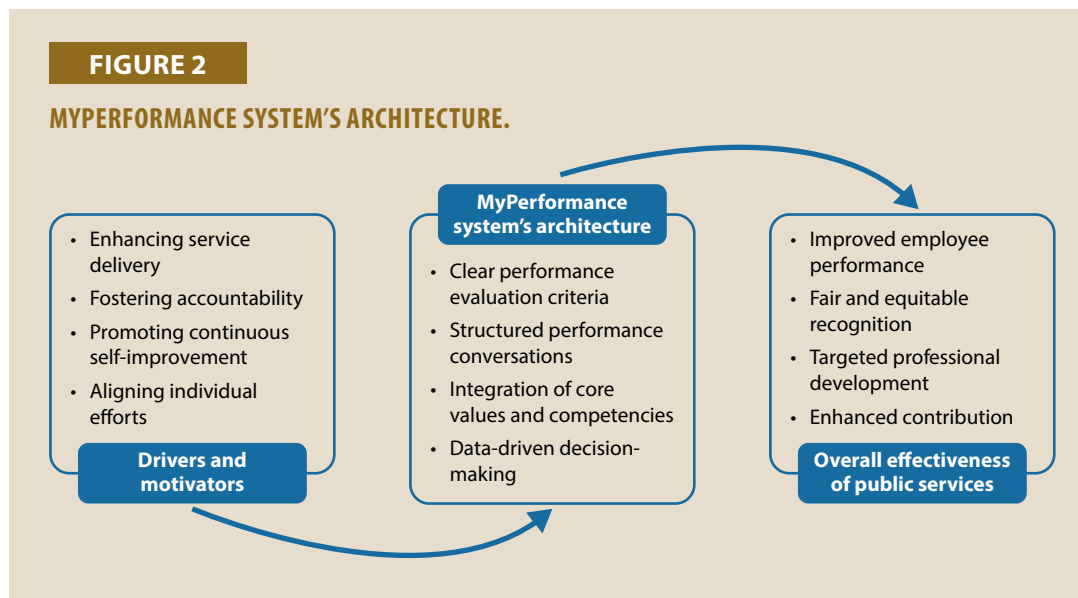 FIGURE 2
MYPERFORMANCE SYSTEM'S ARCHITECTURE.
• Enhancing service
delivery
• Fostering accountability
• Promoting continuous
self-improvement
• Aligning individual
efforts
Drivers and
motivators
MyPerformance
system's architecture
• Clear performance
evaluation criteria
• Structured performance
conversations
• Integration of core
values and competencies
• Data-driven decision-
making
• Improved employee
performance
• Fair and equitable
recognition
• Targeted professional
development
• Enhanced contribution
Overall effectiveness
of public services